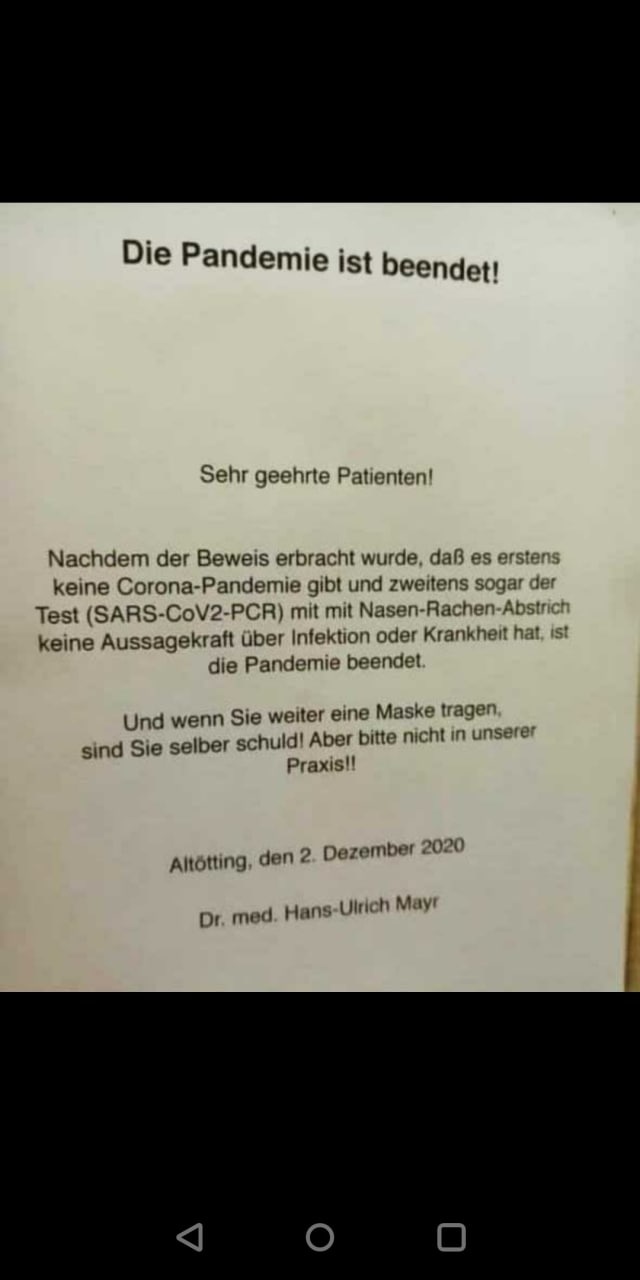 Die Pandemie ist beendet!
Sehr geehrte Patienten!
Nachdem der Beweis erbracht wurde, daß es erstens
keine Corona-Pandemie gibt und zweitens sogar der
Test (SARS-CoV2-PCR) mit mit Nasen-Rachen-Abstrich
keine Aussagekraft über Infektion oder Krankheit hat, ist
die Pandemie beendet.
Und wenn Sie weiter eine Maske tragen,
sind Sie selber schuld! Aber bitte nicht in unserer
Praxis!!
Altötting, den 2. Dezember 2020
Dr. med. Hans-Ulrich Mayr